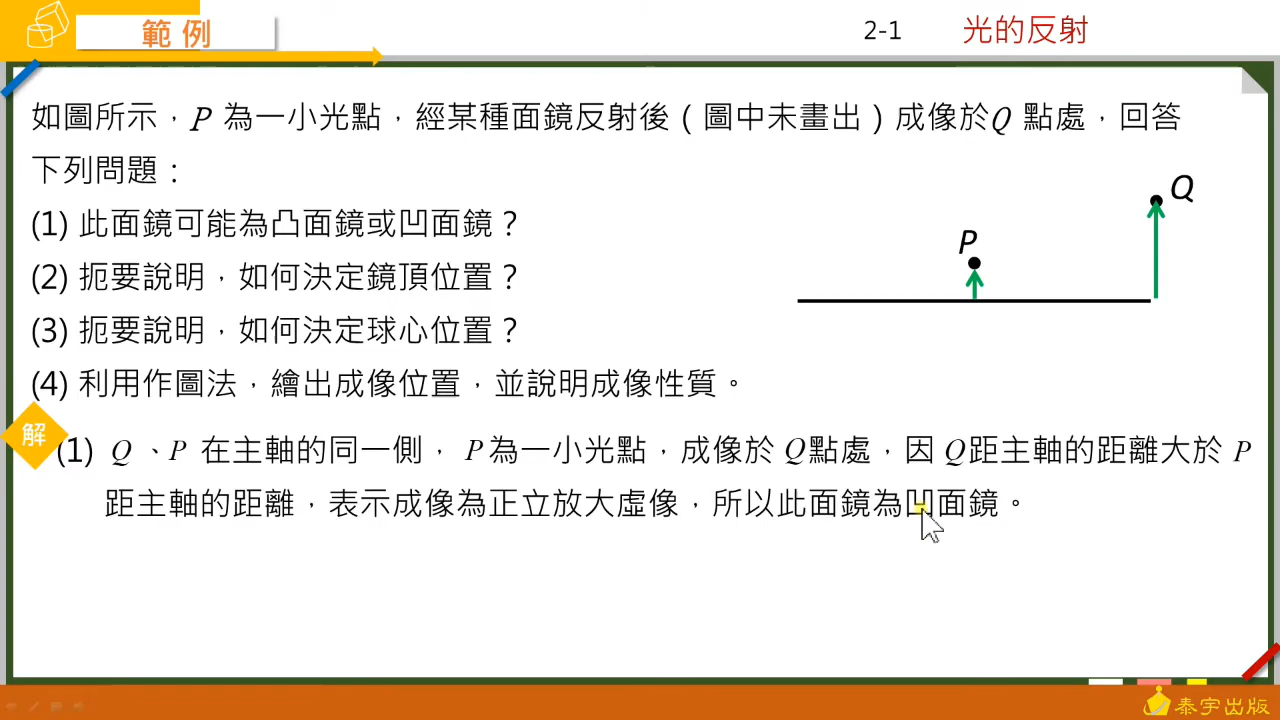 範例
2-1 光的反射
如圖所示，P 為一小光點，經某種面鏡反射後（圖中未畫出）成像於Q 點處，回答
下列問題：
(1) 此面鏡可能為凸面鏡或凹面鏡？
(2) 扼要說明，如何決定鏡頂位置？
(3) 扼要說明，如何決定球心位置？
(4) 利用作圖法，繪出成像位置，並說明成像性質。
P
Q
解
(1) Q 、P 在主軸的同一側，P為一小光點，成像於 Q點處，因 Q距主軸的距離大於 P
距主軸的距離，表示成像為正立放大虛像，所以此面鏡為凹面鏡。
泰宇出版